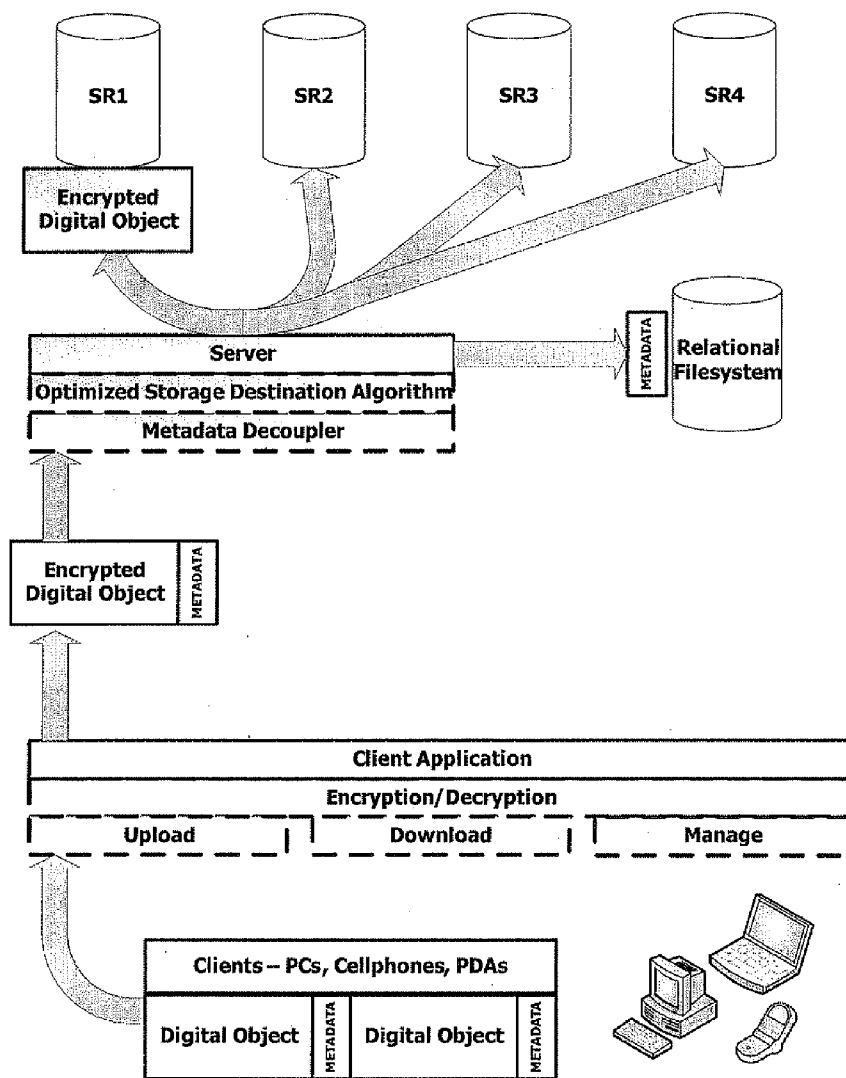 SR1
SR2
SR3
SR4
Encrypted
Digital Object
Server
Optimized Storage Destination Algorithm
Metadata Decoupler
METADATA
Relational
Filesystem
Encrypted
Digital Object
METADATA
Client Application
Encryption/Decryption
Upload
Download
Manage
Clients – PCs, Cellphones, PDAs
Digital Object
METADATA
Digital Object
METADATA